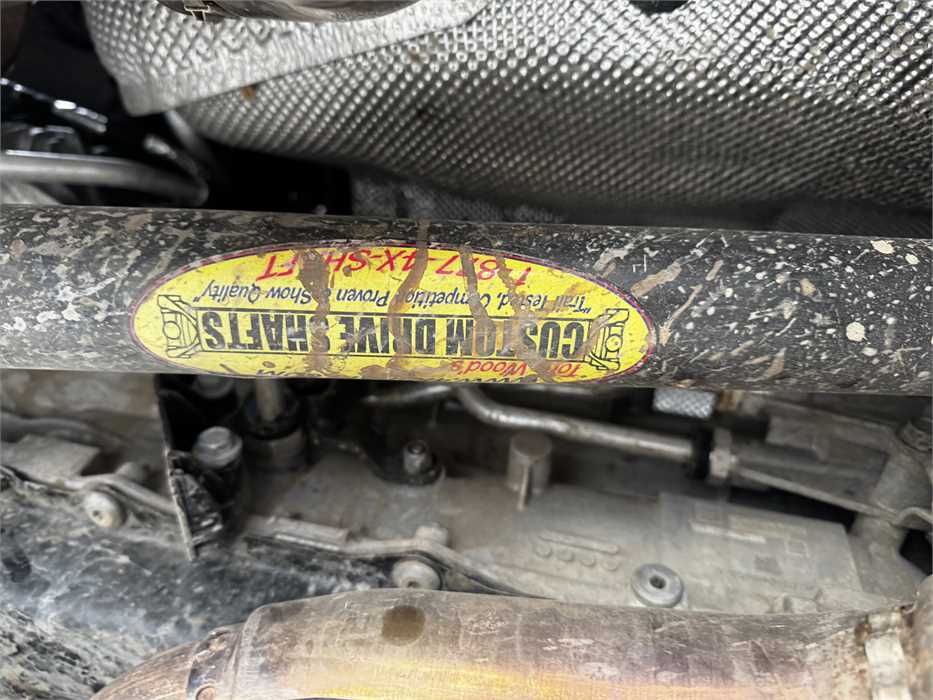 Tom Wood's
CUSTOM DRIVE SHAFTS
"Trail Tested, Competition Proven & Show Quality"
1-877-4X-SHAFT